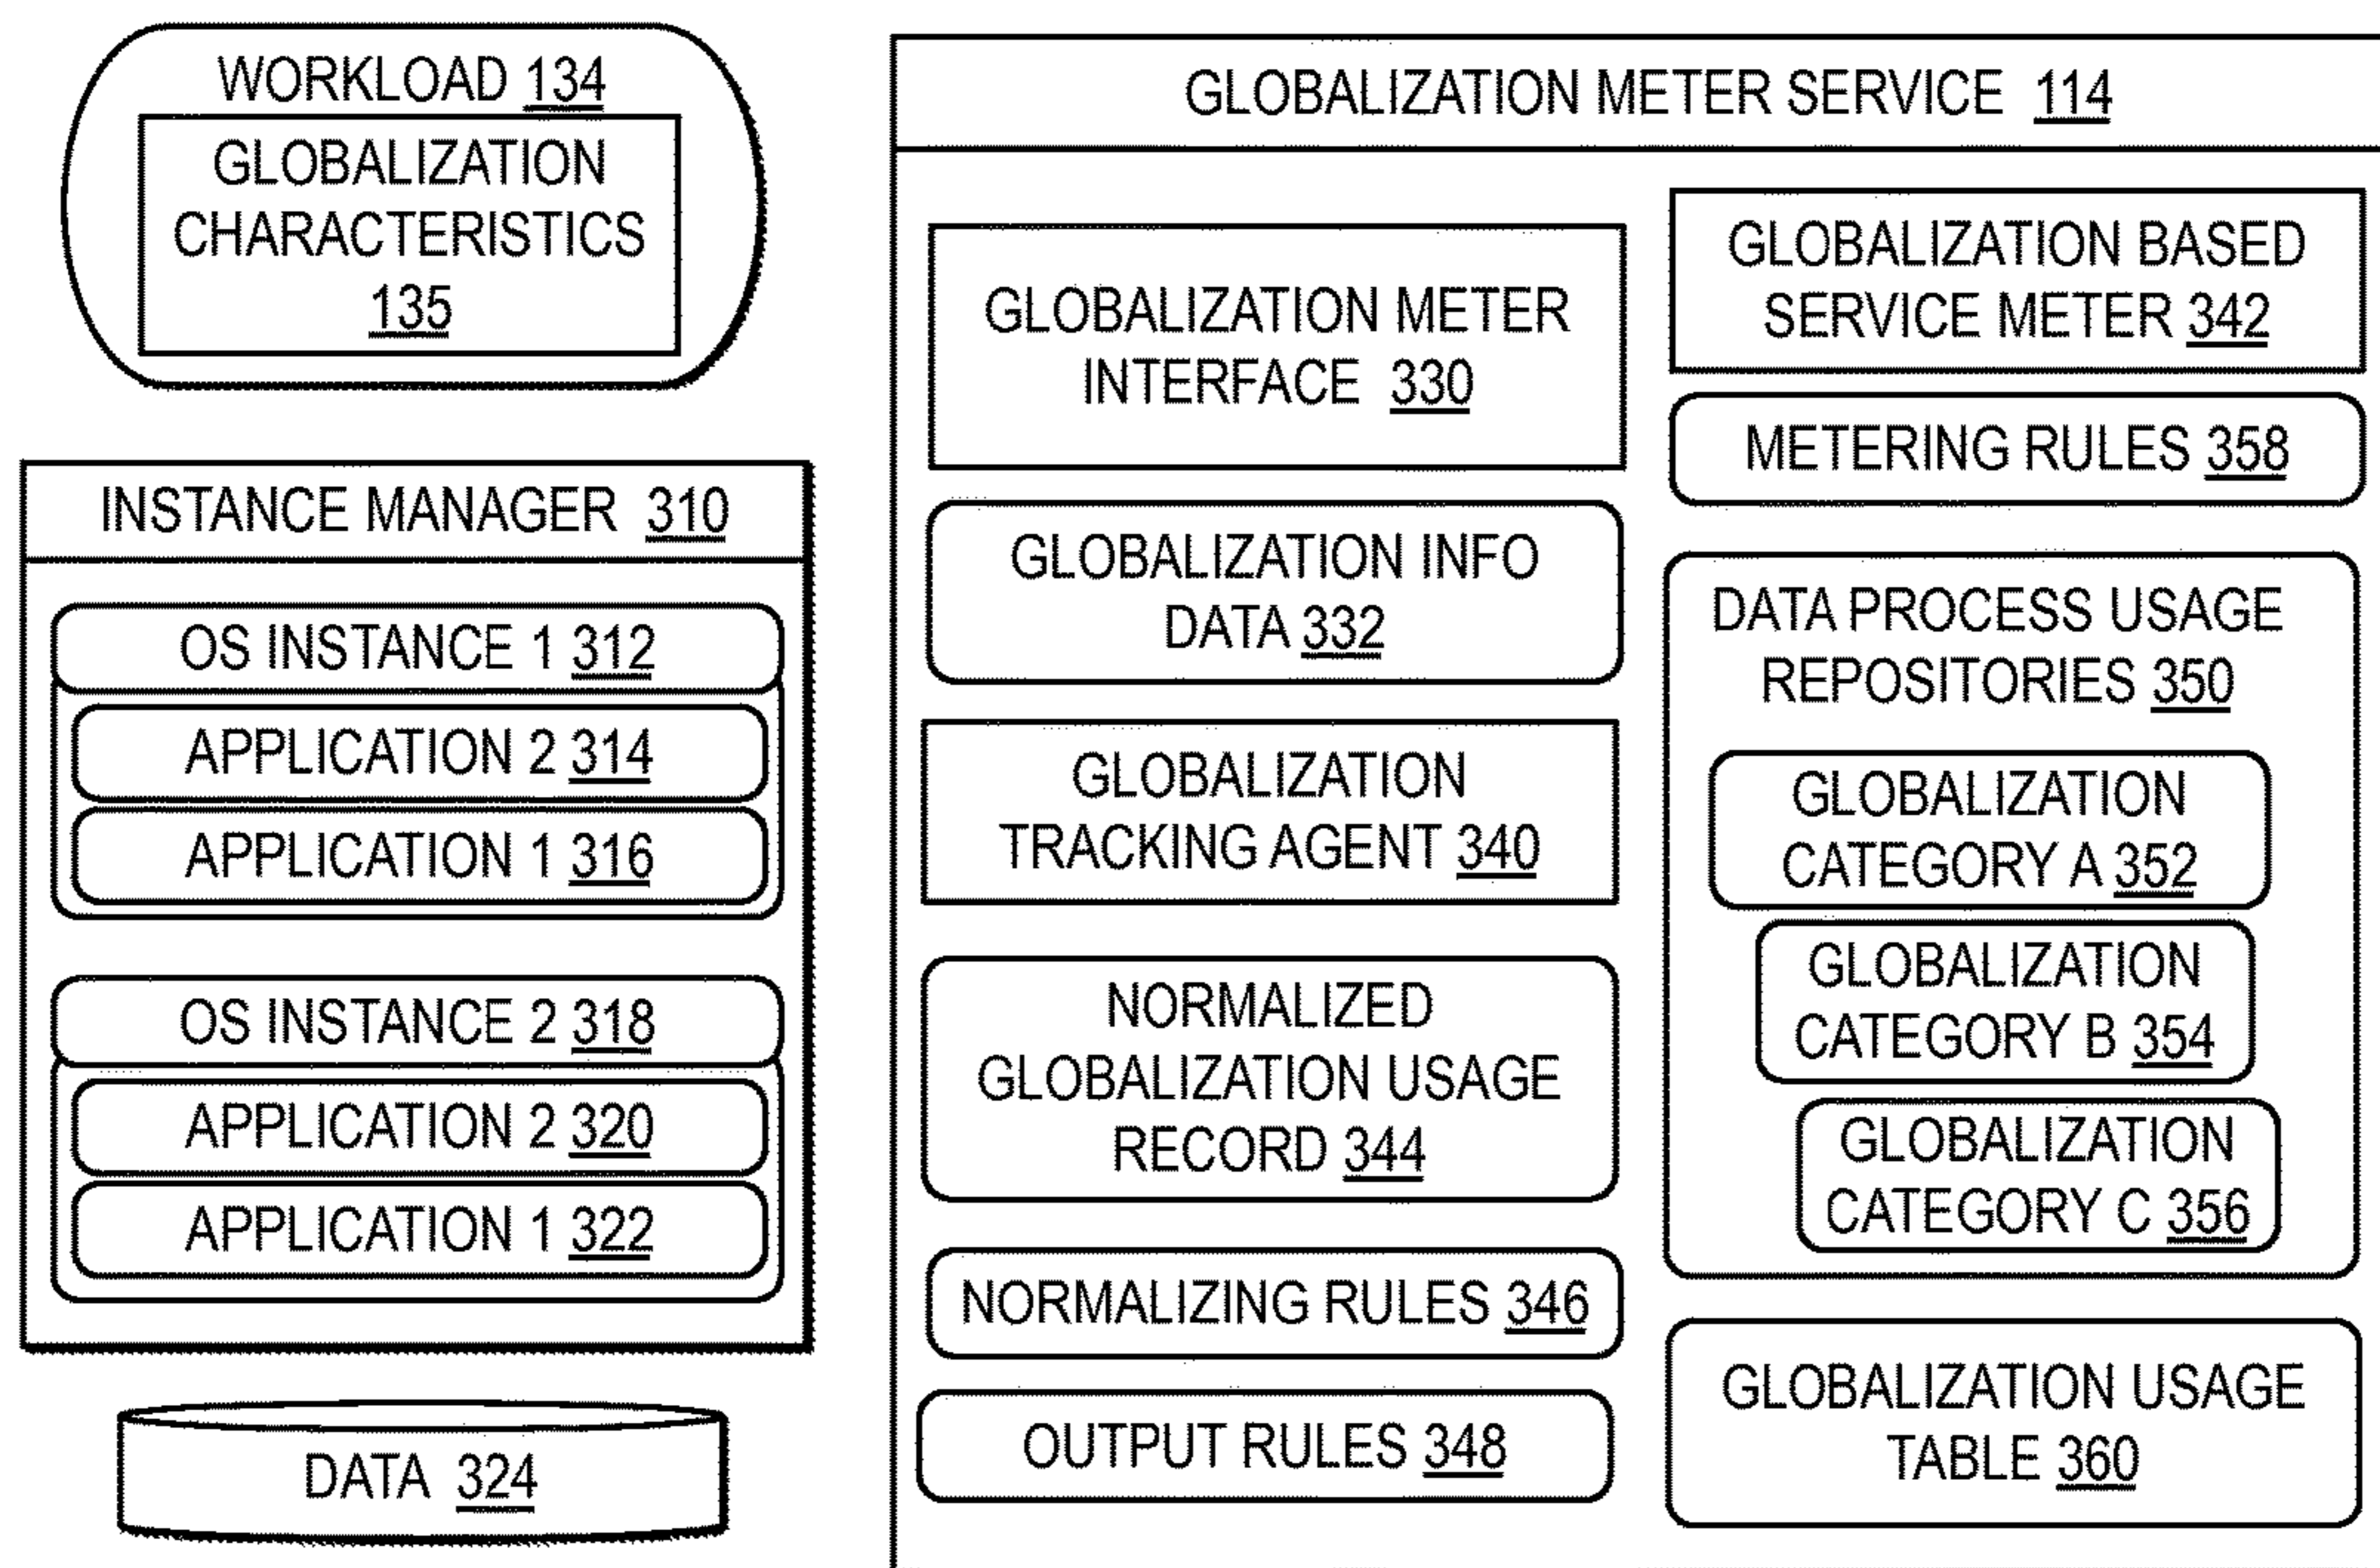 WORKLOAD 134
GLOBALIZATION
CHARACTERISTICS
135
INSTANCE MANAGER 310
OS INSTANCE 1 312
APPLICATION 2 314
APPLICATION 1 316
OS INSTANCE 2 318
APPLICATION 2 320
APPLICATION 1 322
DATA 324
GLOBALIZATION METER SERVICE 114
GLOBALIZATION METER
INTERFACE 330
GLOBALIZATION INFO
DATA 332
GLOBALIZATION
TRACKING AGENT 340
NORMALIZED
GLOBALIZATION USAGE
RECORD 344
NORMALIZING RULES 346
OUTPUT RULES 348
GLOBALIZATION BASED
SERVICE METER 342
METERING RULES 358
DATA PROCESS USAGE
REPOSITORIES 350
GLOBALIZATION
CATEGORY A 352
GLOBALIZATION
CATEGORY B 354
GLOBALIZATION
CATEGORY C 356
GLOBALIZATION USAGE
TABLE 360